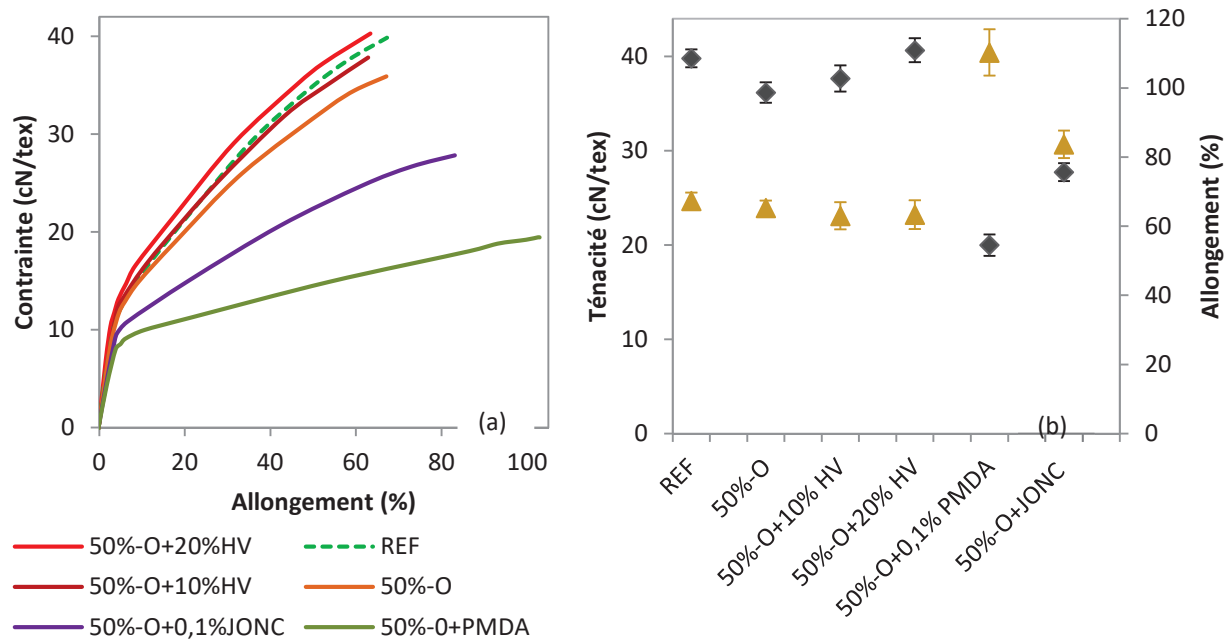 Contrainte (cN/tex)
40
30
20
10
0
0 20 40 60 80 100
(a)
Allongement (%)
50%-O+20%HV REF
50%-O+10%HV 50%-O
50%-O+0,1%JONC 50%-0+PMDA
Ténacité (cN/tex)
40
30
20
10
0
120
100
80
60
40
20
0
Allongement (%)
(b)
REF
50%-O
50%-O+10% HV
50%-O+20% HV
50%-O+0,1% PMDA
50%-O+JONC